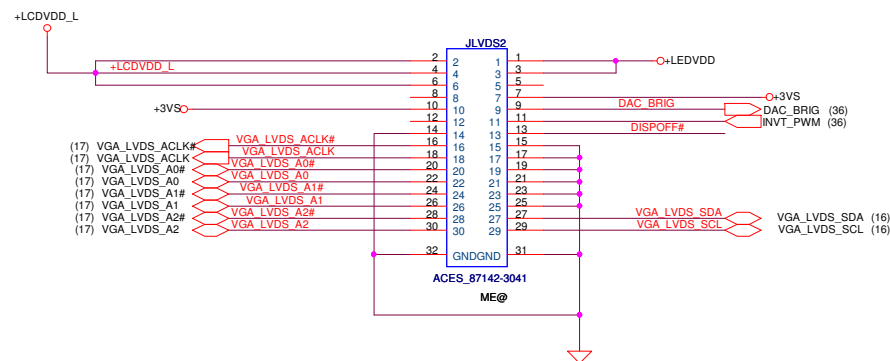 +LCDVDD_L
JLVDS2
2 2 1 1 +LEDVDD
+LCDVDD_L 4 4 3 3
6 6 5 5
8 8 7 7 +3VS
+3VS 10 10 9 9 DAC_BRIG DAC_BRIG (36)
12 12 11 11 INVT_PWM (36)
14 14 13 13 DISPOFF#
(17) VGA_LVDS_ACLK# VGA_LVDS_ACLK# 16 16 15 15
(17) VGA_LVDS_ACLK VGA_LVDS_ACLK 18 18 17 17
(17) VGA_LVDS_A0# VGA_LVDS_A0# 20 20 19 19
(17) VGA_LVDS_A0 VGA_LVDS_A0 22 22 21 21
(17) VGA_LVDS_A1# VGA_LVDS_A1# 24 24 23 23
(17) VGA_LVDS_A1 VGA_LVDS_A1 26 26 25 25
(17) VGA_LVDS_A2# VGA_LVDS_A2# 28 28 27 27 VGA_LVDS_SDA VGA_LVDS_SDA (16)
(17) VGA_LVDS_A2 VGA_LVDS_A2 30 30 29 29 VGA_LVDS_SCL VGA_LVDS_SCL (16)
32 GNDGND 31
ACES_87142-3041
ME@